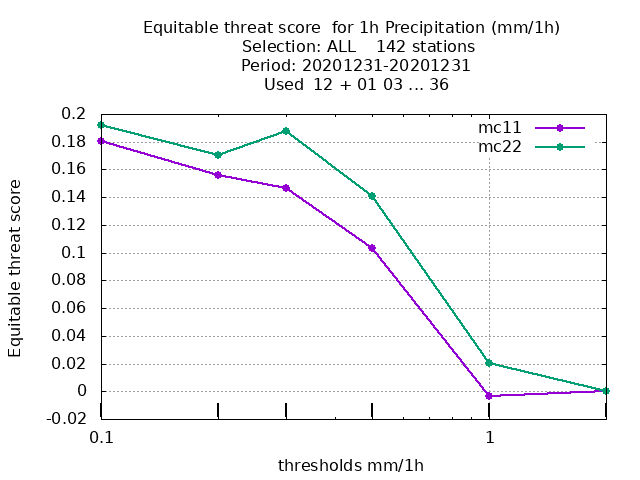 Equitable threat score  for 1h Precipitation (mm/1h)
Selection: ALL    142 stations
Period: 20201231-20201231
Used  12 + 01 03 ... 36
mc11
mc22
0.2
0.18
0.16
0.14
0.12
0.1
0.08
0.06
0.04
0.02
0
-0.02
Equitable threat score
0.1
1
thresholds mm/1h